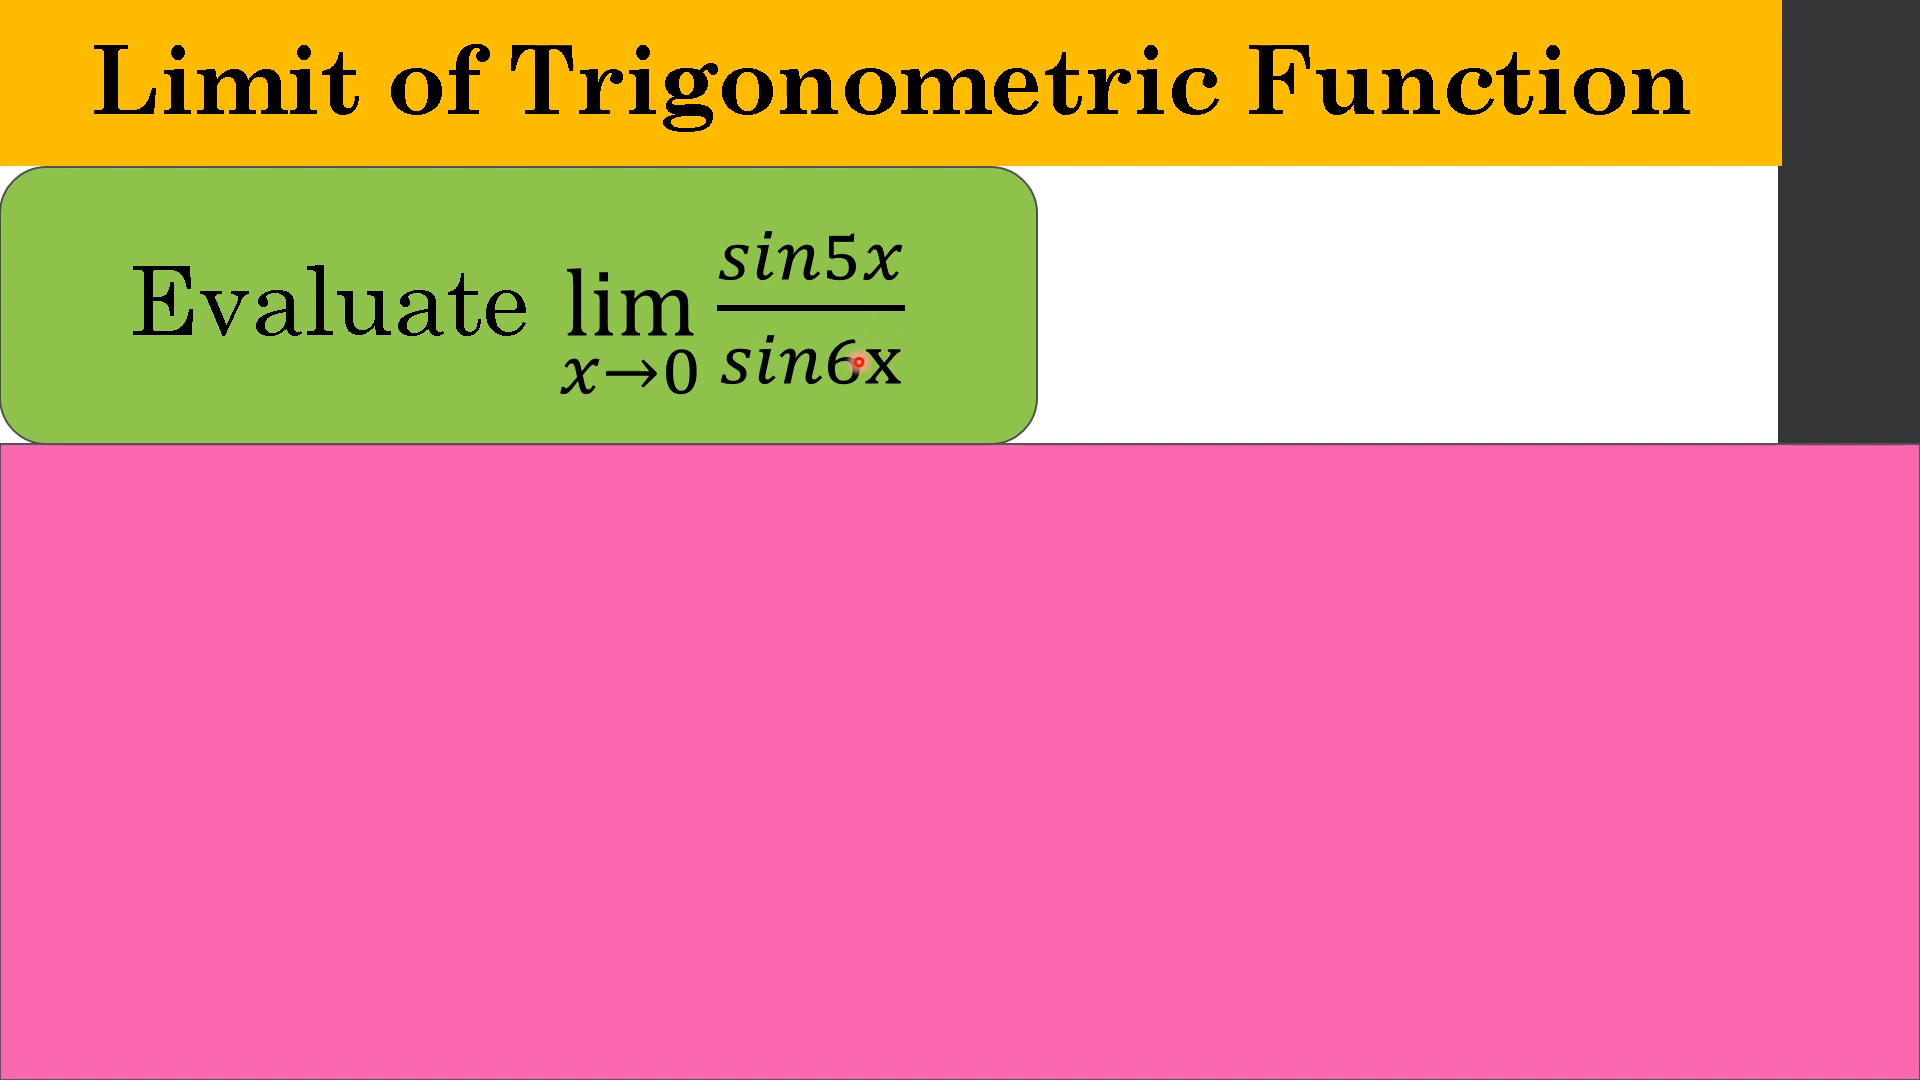 Limit of Trigonometric Function
Evaluate lim x→0 sin5x / sin6x